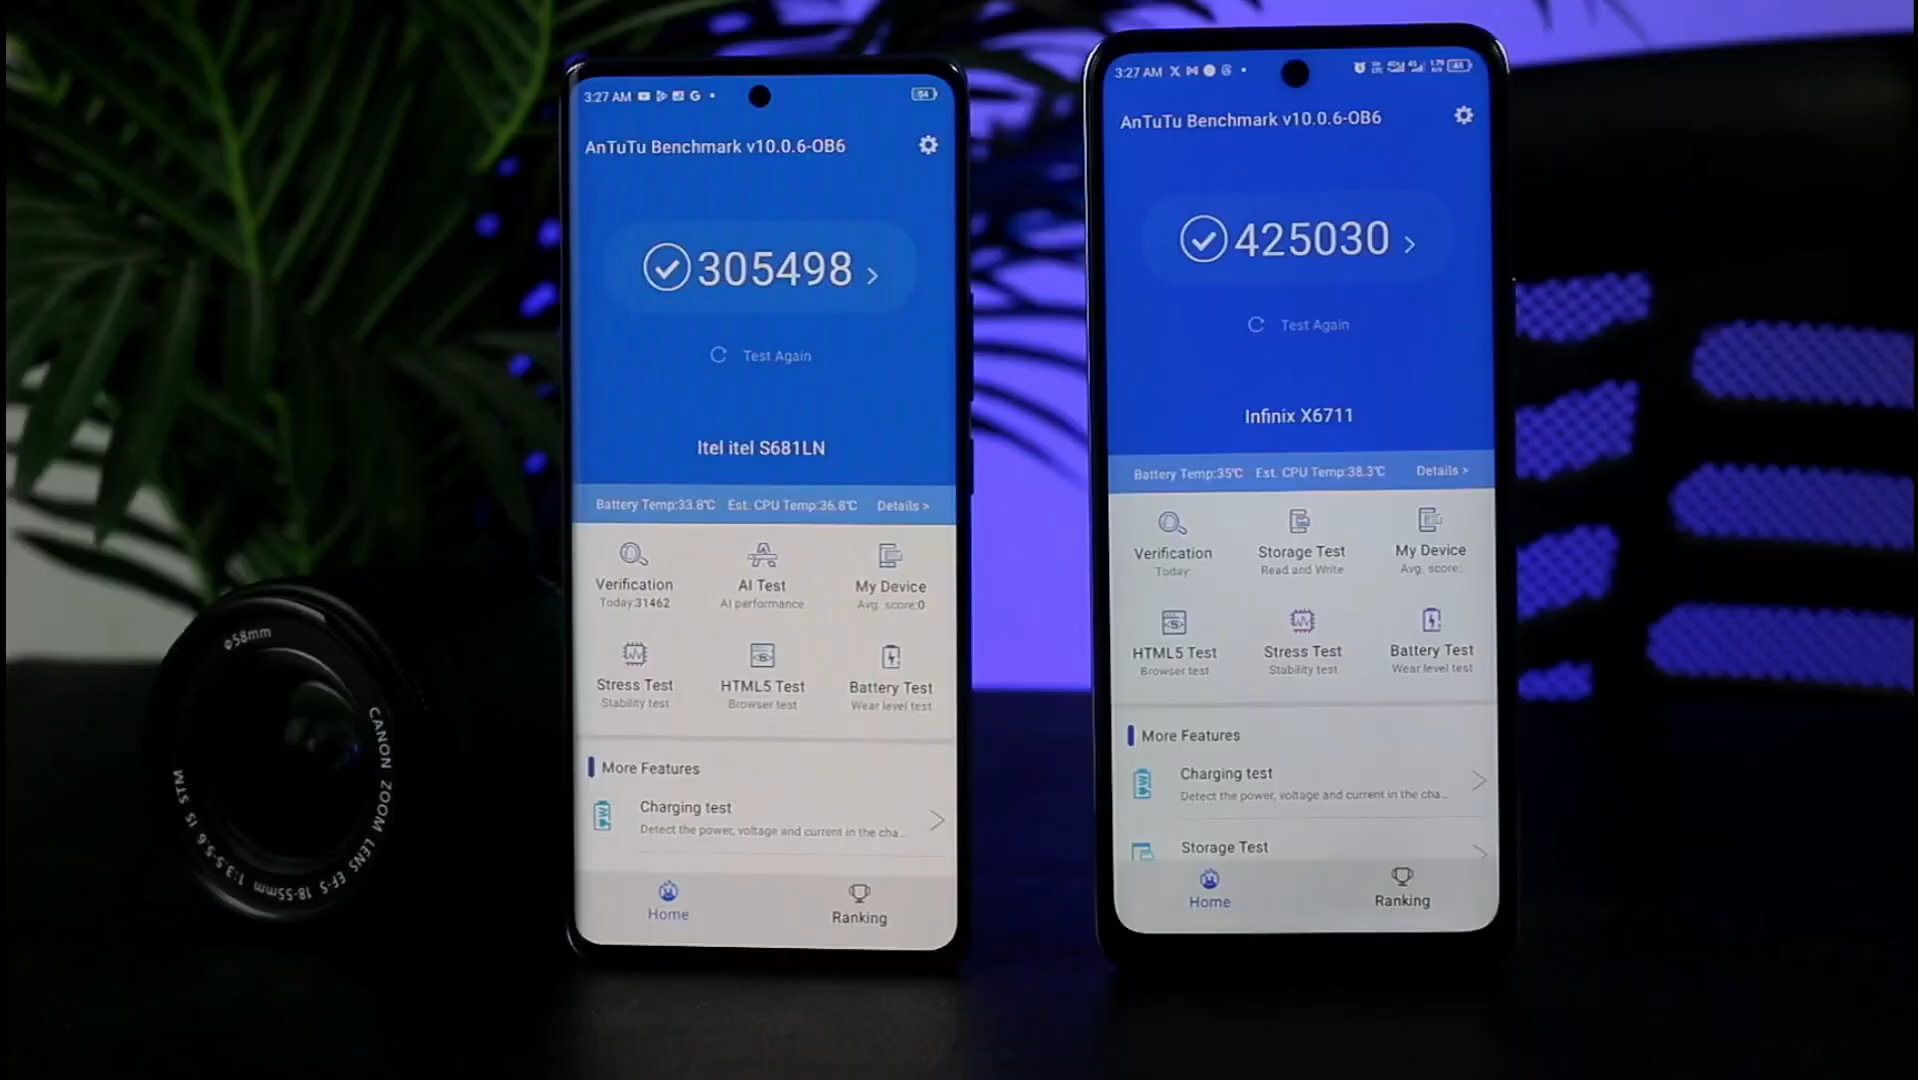 3:27 AM
54
AnTuTu Benchmark v10.0.6-OB6
305498
Test Again
Itel itel S681LN
Battery Temp:33.8℃ Est. CPU Temp:36.8℃ Details >
Verification
Today:31462
AI Test
AI performance
My Device
Avg. score:0
Stress Test
Stability test
HTML5 Test
Browser test
Battery Test
Wear level test
More Features
Charging test
Detect the power, voltage and current in the cha...
Home
Ranking
3:27 AM
AnTuTu Benchmark v10.0.6-OB6
425030
Test Again
Infinix X6711
Battery Temp:35℃ Est. CPU Temp:38.3℃ Details >
Verification
Today:
Storage Test
Read and Write
My Device
Avg. score:
HTML5 Test
Browser test
Stress Test
Stability test
Battery Test
Wear level test
More Features
Charging test
Detect the power, voltage and current in the cha...
Storage Test
Home
Ranking
Φ58mm
CANON ZOOM LENS EF-S 18-55mm 1:3.5-5.6 IS STM